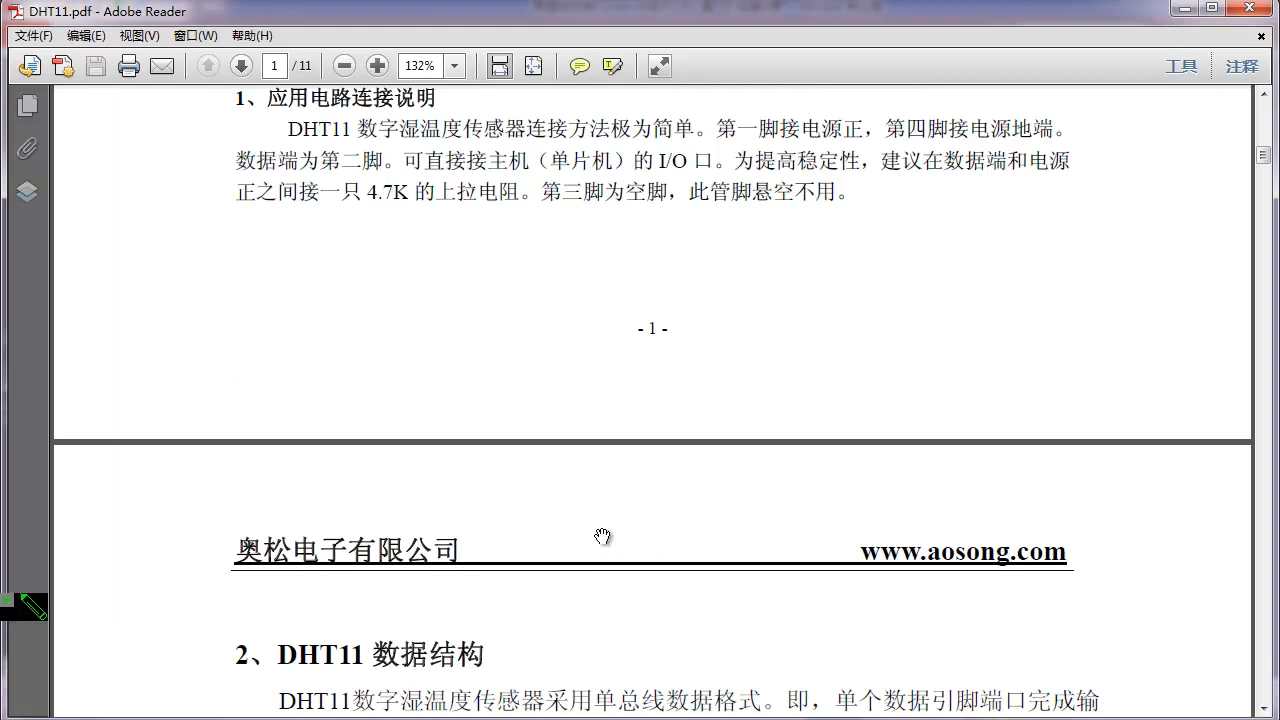 DHT11.pdf - Adobe Reader
文件(F) 编辑(E) 视图(V) 窗口(W) 帮助(H)
1 / 11 132% 工具 注释
1、应用电路连接说明
DHT11 数字湿温度传感器连接方法极为简单。第一脚接电源正，第四脚接电源地端。
数据端为第二脚。可直接接主机（单片机）的 I/O 口。为提高稳定性，建议在数据端和电源
正之间接一只 4.7K 的上拉电阻。第三脚为空脚，此管脚悬空不用。
- 1 -
奥松电子有限公司 www.aosong.com
2、DHT11 数据结构
DHT11数字湿温度传感器采用单总线数据格式。即，单个数据引脚端口完成输